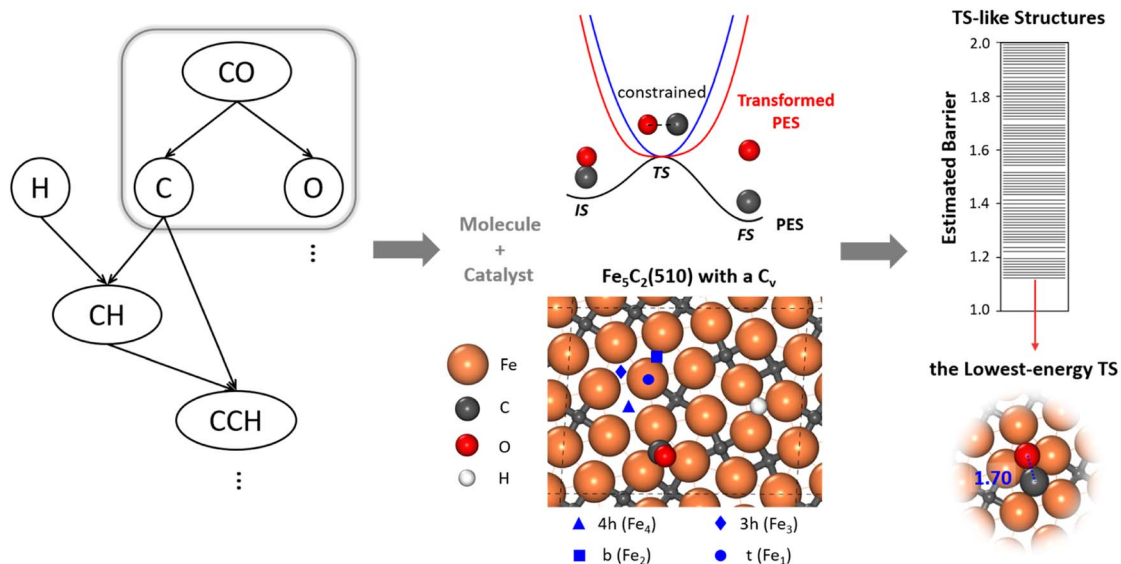 CO
H
C
O
⋮
CH
CCH
⋮
Molecule
+
Catalyst
constrained
Transformed
PES
TS
IS
FS
PES
Fe₅C₂(510) with a Cᵥ
Fe
C
O
H
4h (Fe₄)
3h (Fe₃)
b (Fe₂)
t (Fe₁)
TS-like Structures
Estimated Barrier
2.0
1.8
1.6
1.4
1.2
1.0
the Lowest-energy TS
1.70